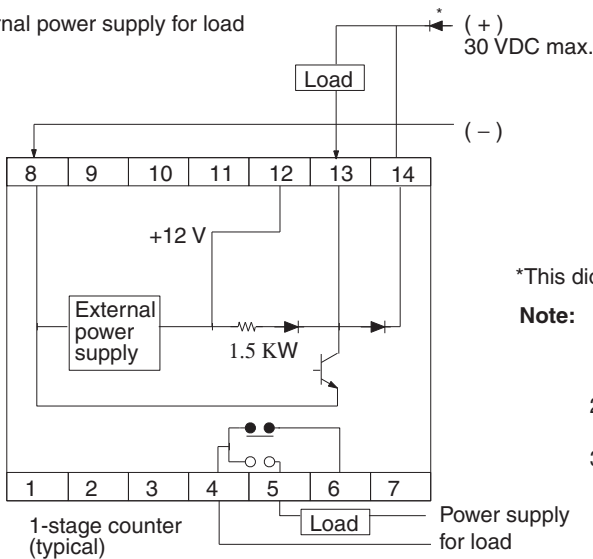 rnal power supply for load
*
( + )
30 VDC max.
Load
( − )
8 9 10 11 12 13 14
+12 V
External
power
supply
1.5 KW
*This dio
Note:
2
3
1 2 3 4 5 6 7
1-stage counter
(typical)
Load
Power supply
for load